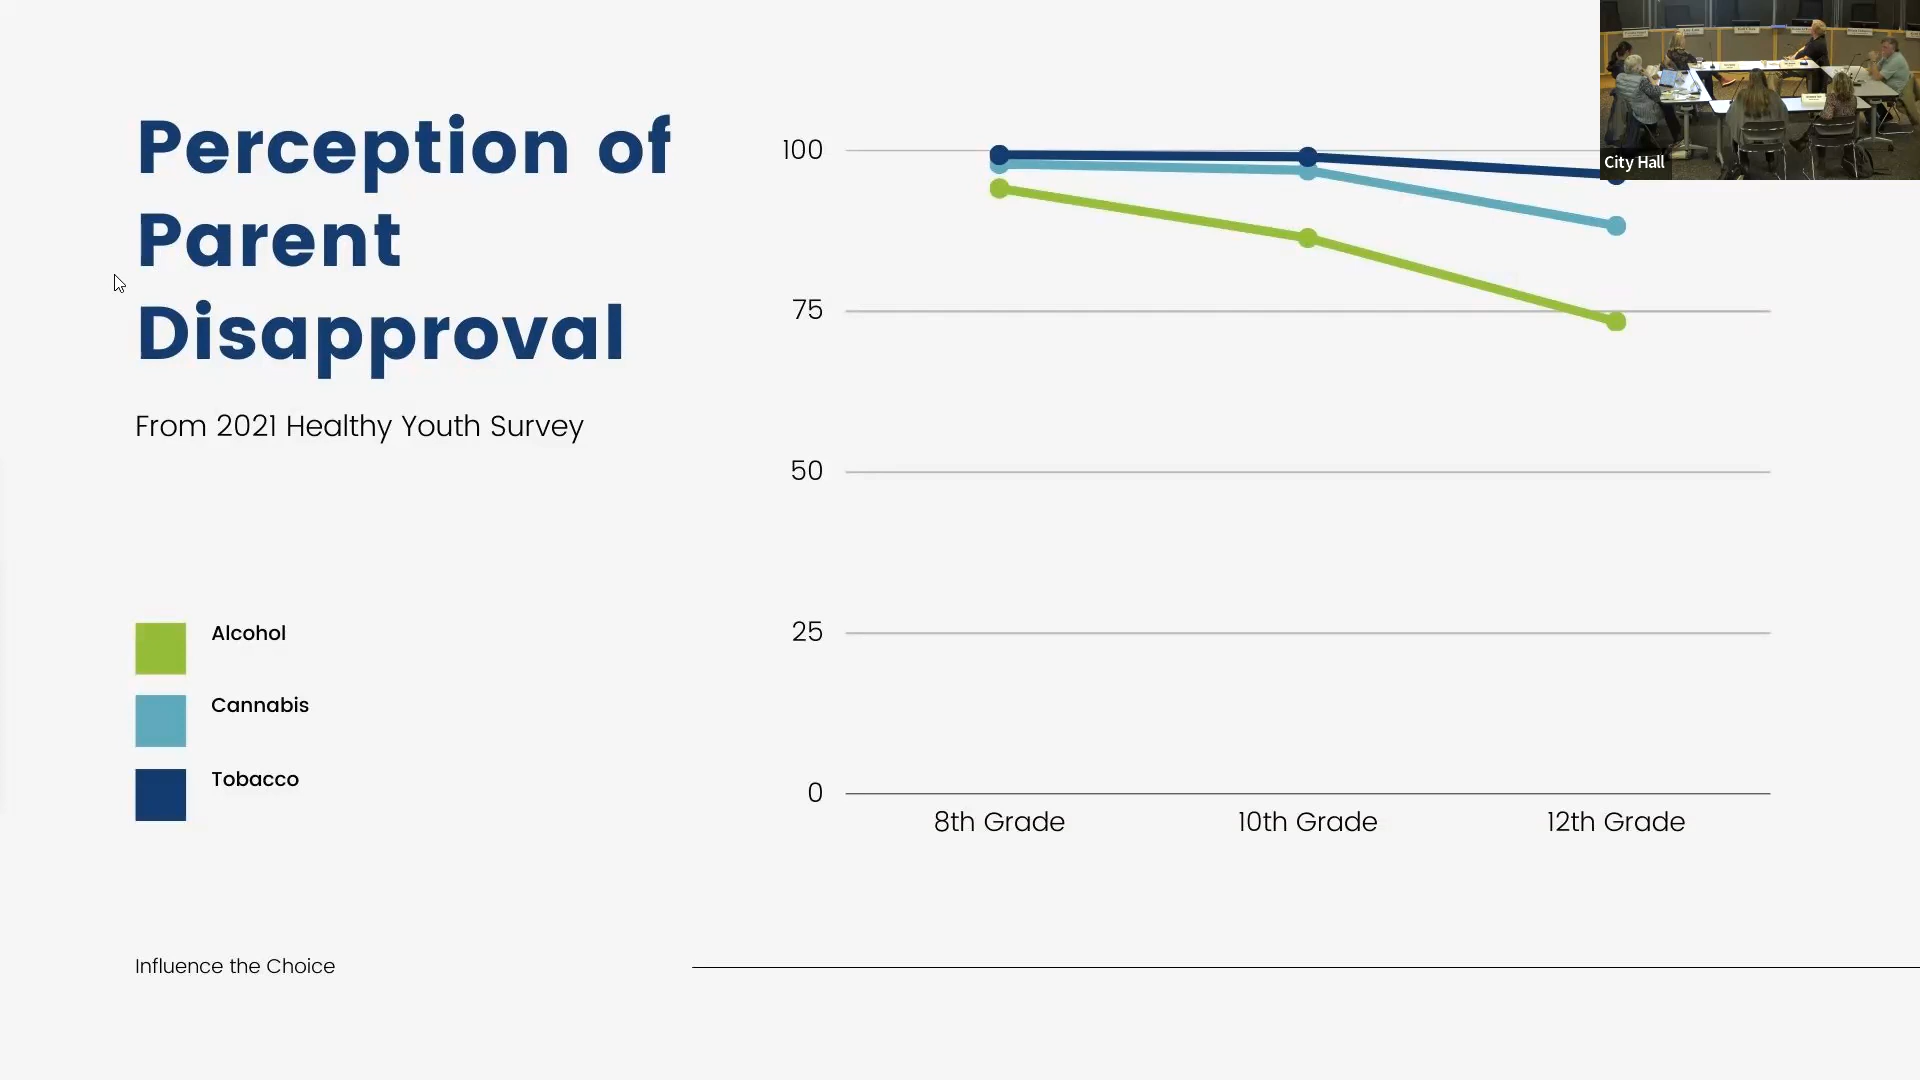 Perception of
Parent
Disapproval
From 2021 Healthy Youth Survey
Alcohol
Cannabis
Tobacco
100
75
50
25
0
8th Grade
10th Grade
12th Grade
Influence the Choice
City Hall